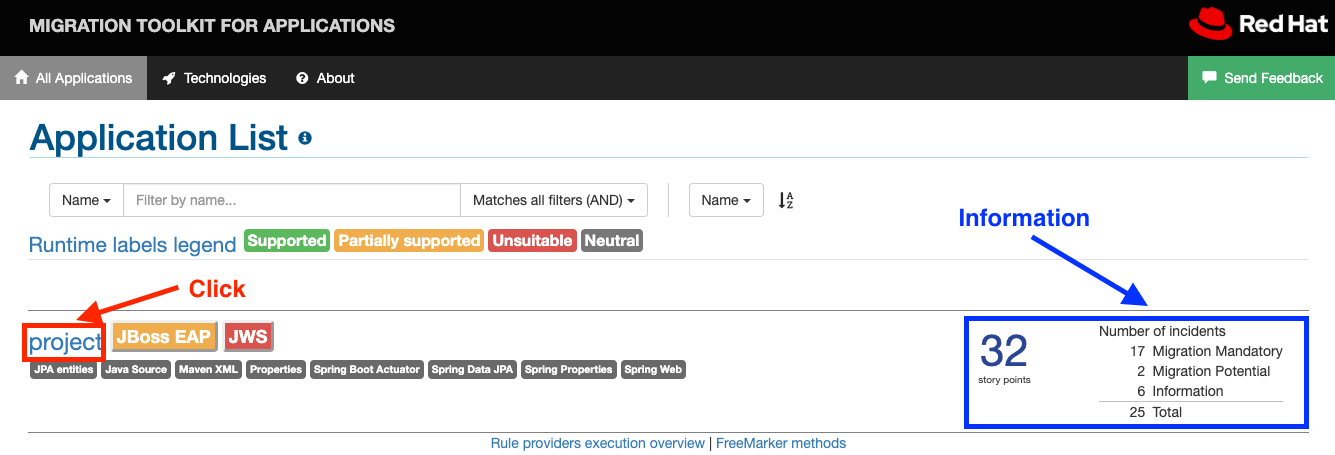 MIGRATION TOOLKIT FOR APPLICATIONS
Red Hat
All Applications Technologies About Send Feedback
Application List
Name Filter by name... Matches all filters (AND) Name
Information
Runtime labels legend Supported Partially supported Unsuitable Neutral
Click
project JBoss EAP JWS
JPA entities Java Source Maven XML Properties Spring Boot Actuator Spring Data JPA Spring Properties Spring Web
32
story points
Number of incidents
17 Migration Mandatory
2 Migration Potential
6 Information
25 Total
Rule providers execution overview | FreeMarker methods